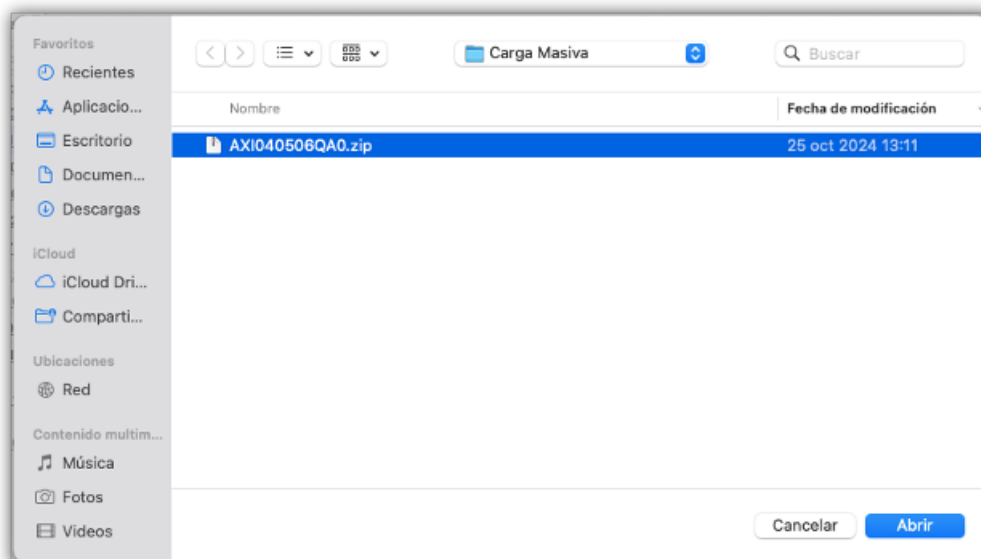 Favoritos
Recientes
Aplicacio...
Escritorio
Documen...
Descargas
iCloud
iCloud Dri...
Comparti...
Ubicaciones
Red
Contenido multim...
Música
Fotos
Videos
Carga Masiva
Buscar
Nombre
Fecha de modificación
AXI040506QA0.zip
25 oct 2024 13:11
Cancelar
Abrir